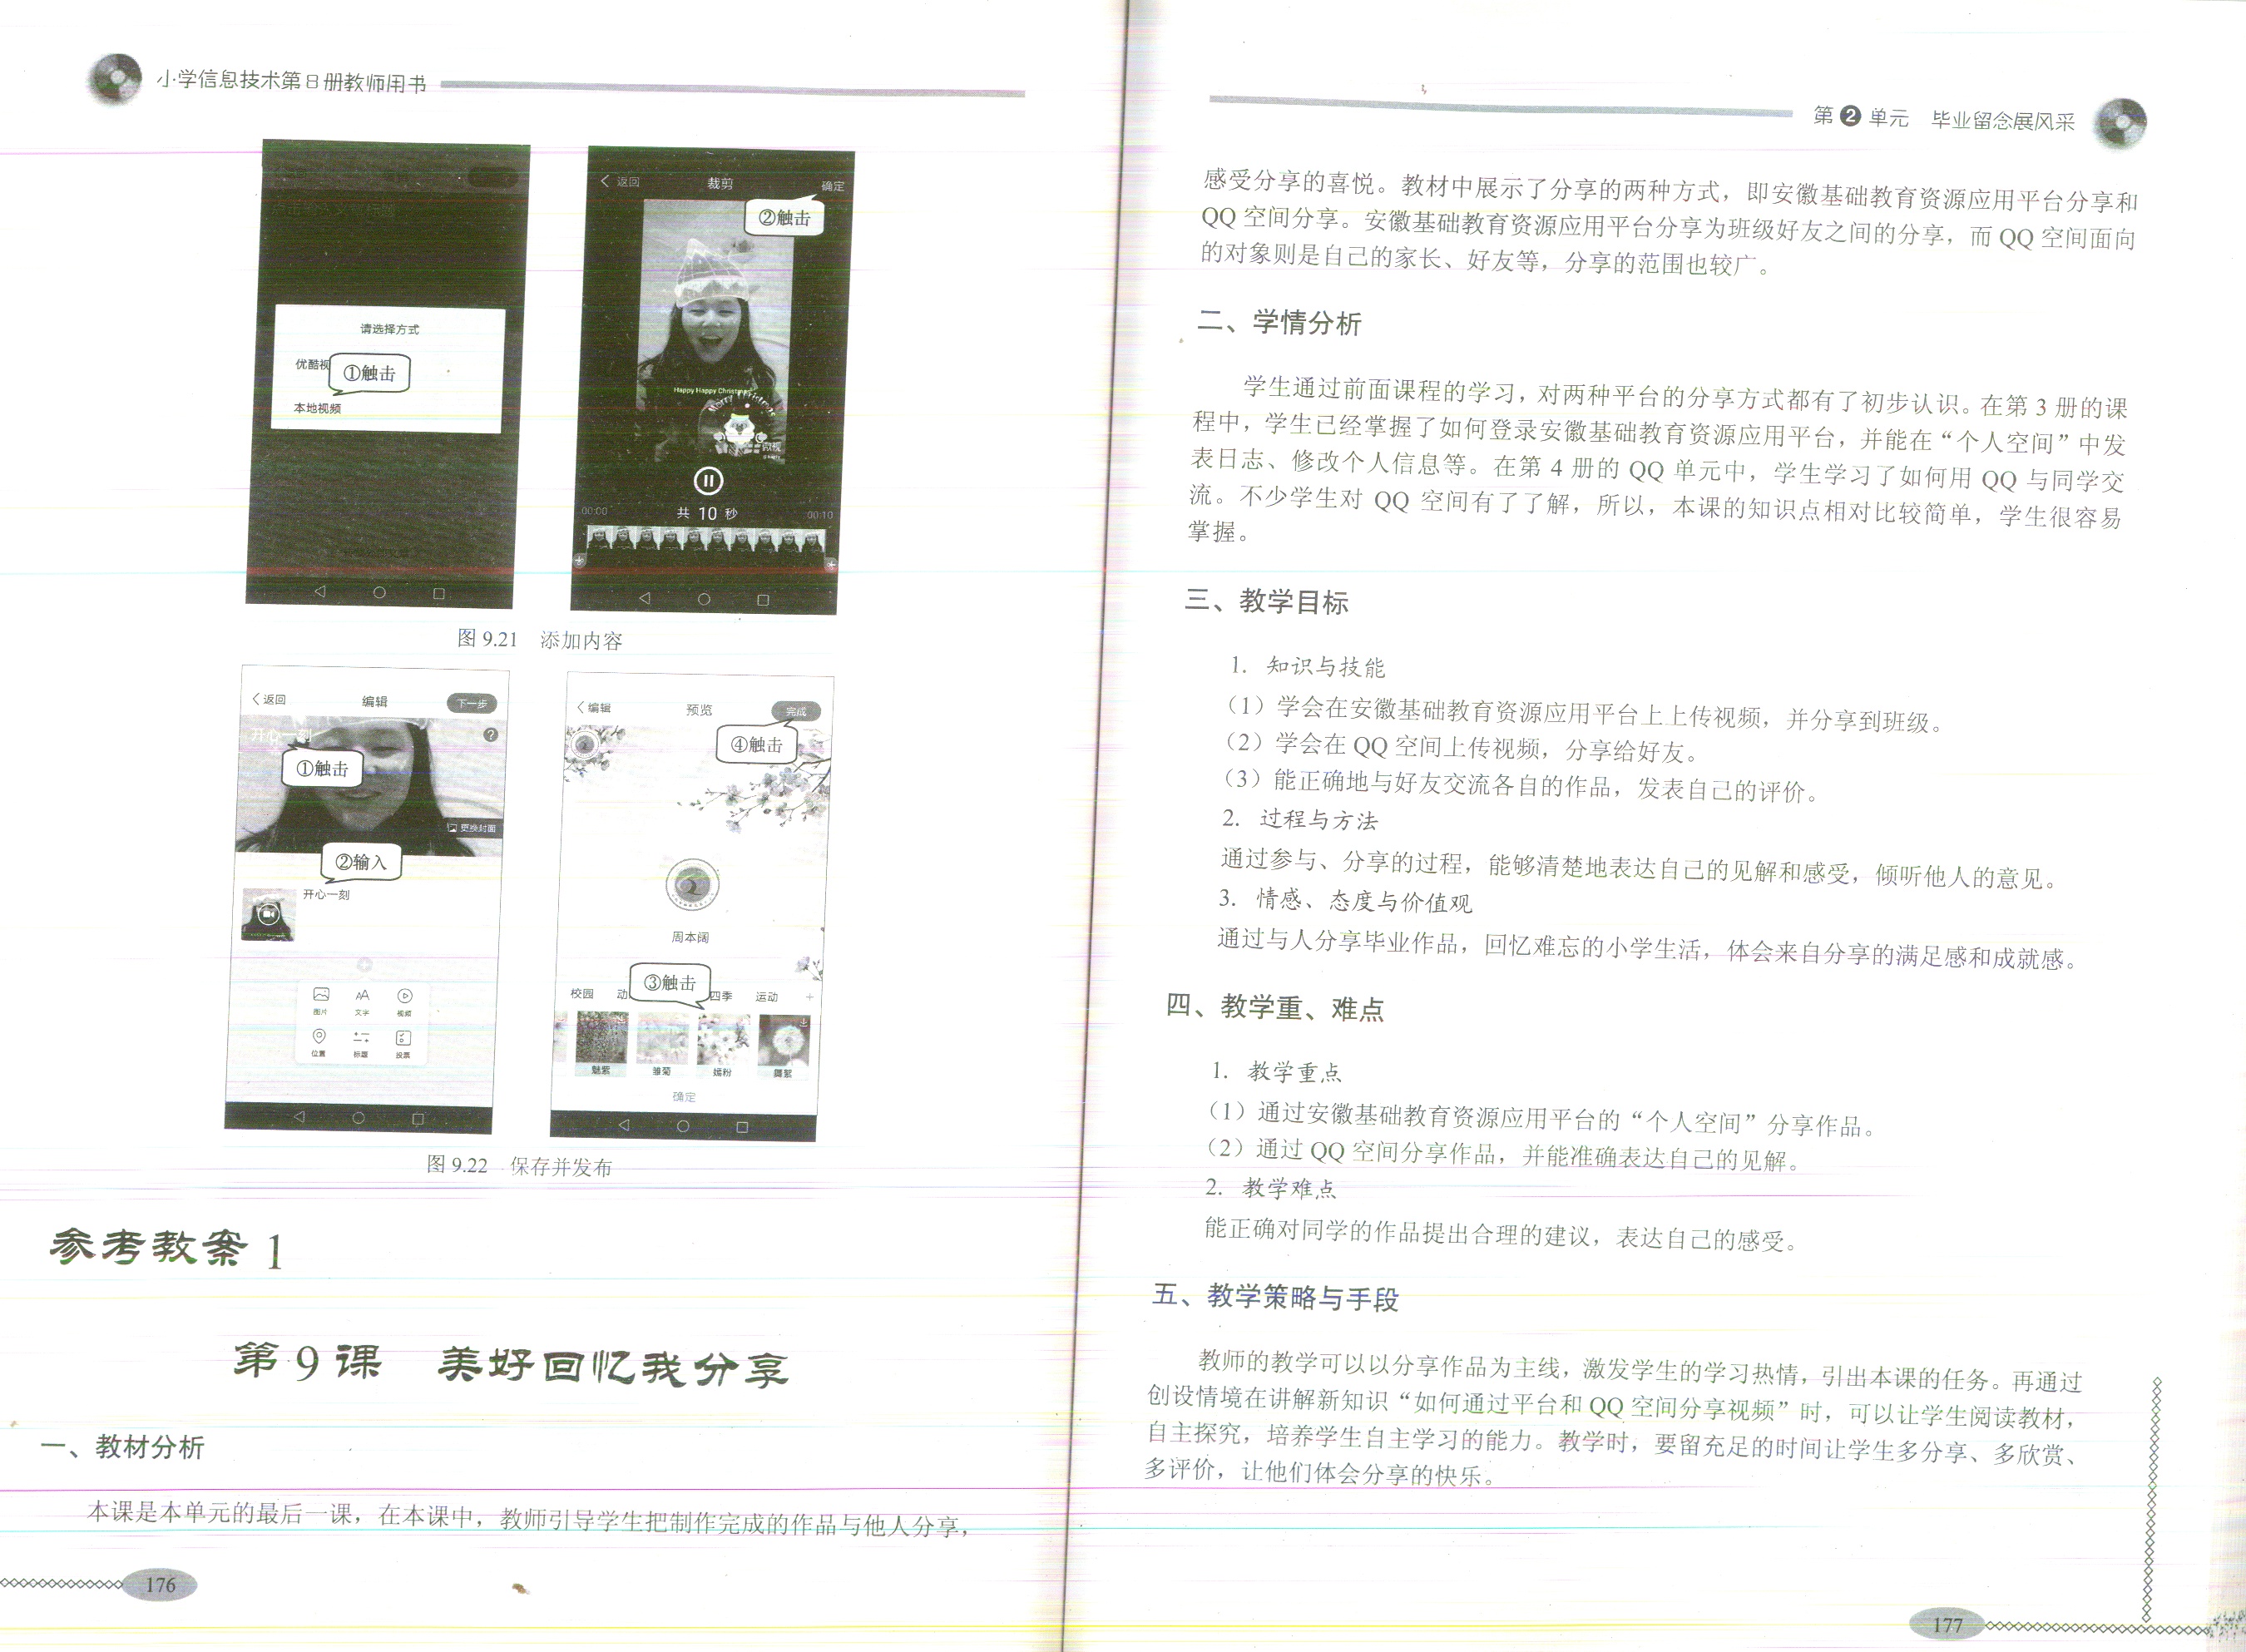 小学信息技术第8册教师用书
请选择方式
优酷视
①触击
本地视频
返回
裁剪
确定
②触击
Happy Happy Christmas
Merry Christmas
微视
共 10 秒
00:00
00:10
图 9.21 添加内容
返回
编辑
下一步
开心一刻
①触击
更换封面
②输入
开心一刻
图片
文字
视频
位置
标题
投票
编辑
预览
完成
④触击
周本阔
③触击
校园
动
四季
运动
魅紫
雏菊
嫣粉
确定
图 9.22 保存并发布
参考教案 1
第 9 课 美好回忆我分享
一、教材分析
本课是本单元的最后一课，在本课中，教师引导学生把制作完成的作品与他人分享，
176
第 2 单元 毕业留念展风采
感受分享的喜悦。教材中展示了分享的两种方式，即安徽基础教育资源应用平台分享和
QQ 空间分享。安徽基础教育资源应用平台分享为班级好友之间的分享，而 QQ 空间面向
的对象则是自己的家长、好友等，分享的范围也较广。
二、学情分析
学生通过前面课程的学习，对两种平台的分享方式都有了初步认识。在第 3 册的课
程中，学生已经掌握了如何登录安徽基础教育资源应用平台，并能在“个人空间”中发
表日志、修改个人信息等。在第 4 册的 QQ 单元中，学生学习了如何用 QQ 与同学交
流。不少学生对 QQ 空间有了了解，所以，本课的知识点相对比较简单，学生很容易
掌握。
三、教学目标
1. 知识与技能
（1）学会在安徽基础教育资源应用平台上上传视频，并分享到班级。
（2）学会在 QQ 空间上传视频，分享给好友。
（3）能正确地与好友交流各自的作品，发表自己的评价。
2. 过程与方法
通过参与、分享的过程，能够清楚地表达自己的见解和感受，倾听他人的意见。
3. 情感、态度与价值观
通过与人分享毕业作品，回忆难忘的小学生活，体会来自分享的满足感和成就感。
四、教学重、难点
1. 教学重点
（1）通过安徽基础教育资源应用平台的“个人空间”分享作品。
（2）通过 QQ 空间分享作品，并能准确表达自己的见解。
2. 教学难点
能正确对同学的作品提出合理的建议，表达自己的感受。
五、教学策略与手段
教师的教学可以以分享作品为主线，激发学生的学习热情，引出本课的任务。再通过
创设情境在讲解新知识“如何通过平台和 QQ 空间分享视频”时，可以让学生阅读教材，
自主探究，培养学生自主学习的能力。教学时，要留充足的时间让学生多分享、多欣赏、
多评价，让他们体会分享的快乐。
177